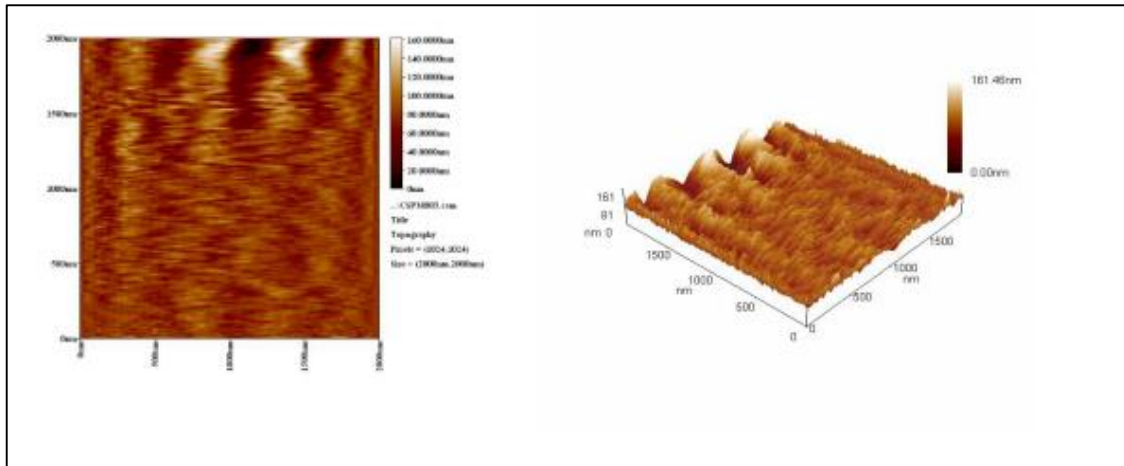 2000nm
1500nm
1000nm
500nm
0nm
0nm
500nm
1000nm
1500nm
2000nm
160.0000nm
140.0000nm
120.0000nm
100.0000nm
80.0000nm
60.0000nm
40.0000nm
20.0000nm
0nm
Title
Topography
Pixels = (1024,1024)
Size = (2000nm,2000nm)
161.46nm
0.00nm
161
81
nm 0
1500
1000
nm
500
0
0
500
1000
nm
1500